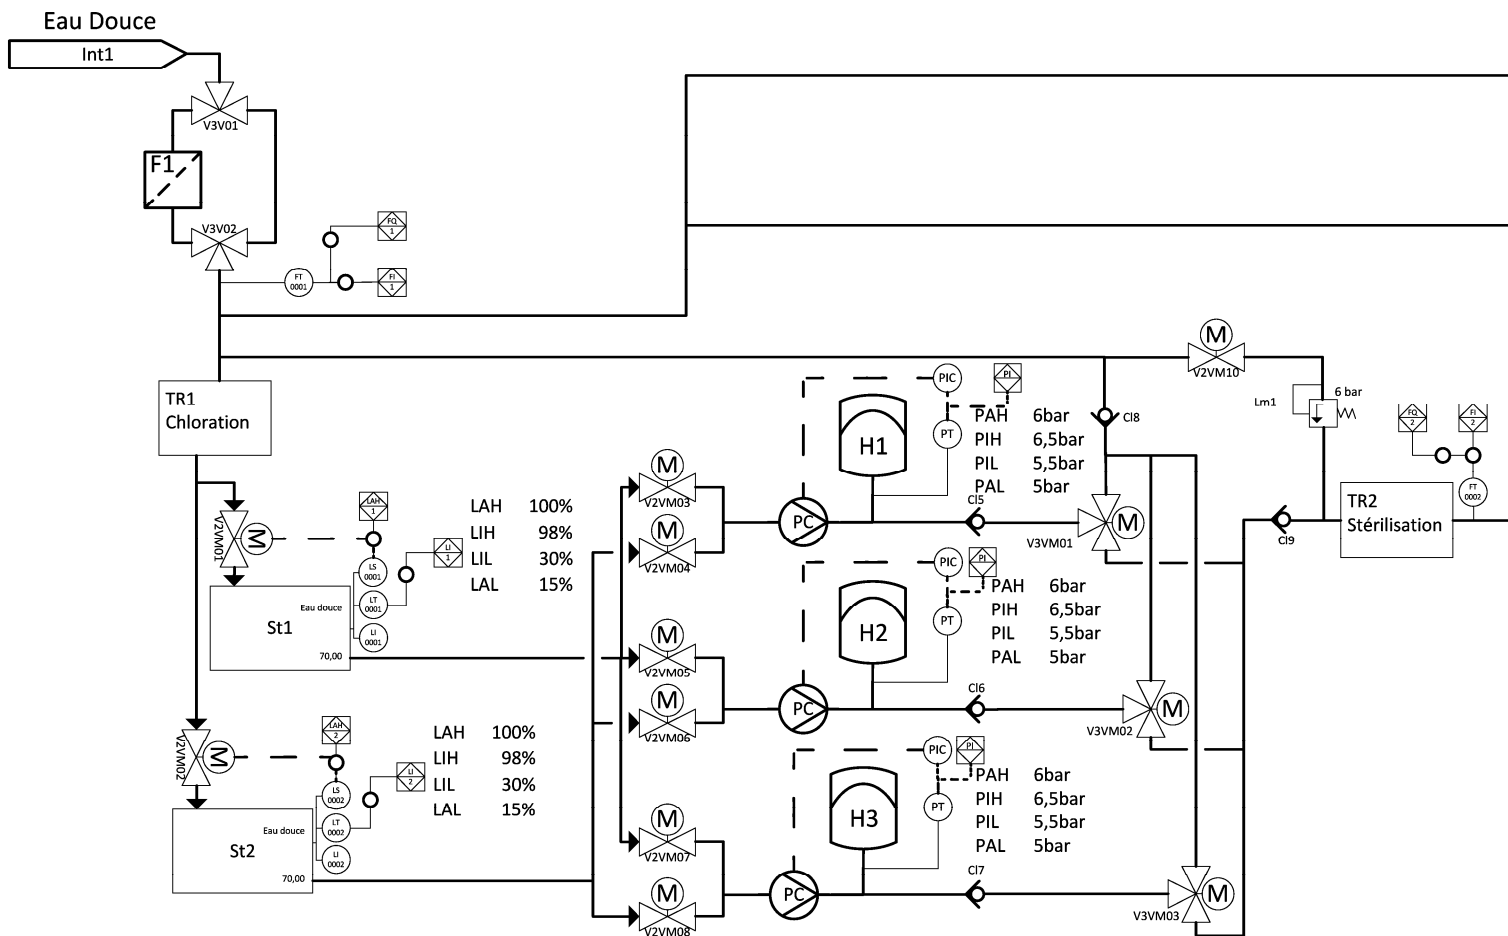 Eau Douce
Int1
V3V01
F1
V3V02
FQ
1
FT
0001
FI
1
TR1
Chloration
M
V2VM10
Lm1
6 bar
Cl8
FQ
2
FI
2
FT
0002
TR2
Stérilisation
Cl9
PIC
PI
H1
PT
PAH 6bar
PIH 6,5bar
PIL 5,5bar
PAL 5bar
M
V2VM03
M
V2VM04
PC
Cl5
M
V3VM01
V2VM01
M
LAH
1
LS
0001
LI
1
LAH 100%
LIH 98%
LIL 30%
LAL 15%
Eau douce
St1
70,00
LT
0001
LI
0001
PIC
PI
H2
PT
PAH 6bar
PIH 6,5bar
PIL 5,5bar
PAL 5bar
M
V2VM05
M
V2VM06
PC
Cl6
M
V3VM02
V2VM02
M
LAH
2
LS
0002
LI
2
LAH 100%
LIH 98%
LIL 30%
LAL 15%
Eau douce
St2
70,00
LT
0002
LI
0002
PIC
PI
H3
PT
PAH 6bar
PIH 6,5bar
PIL 5,5bar
PAL 5bar
M
V2VM07
M
V2VM08
PC
Cl7
M
V3VM03